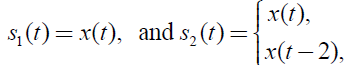 s₁(t) = x(t), and s₂(t) = { x(t),
x(t − 2),